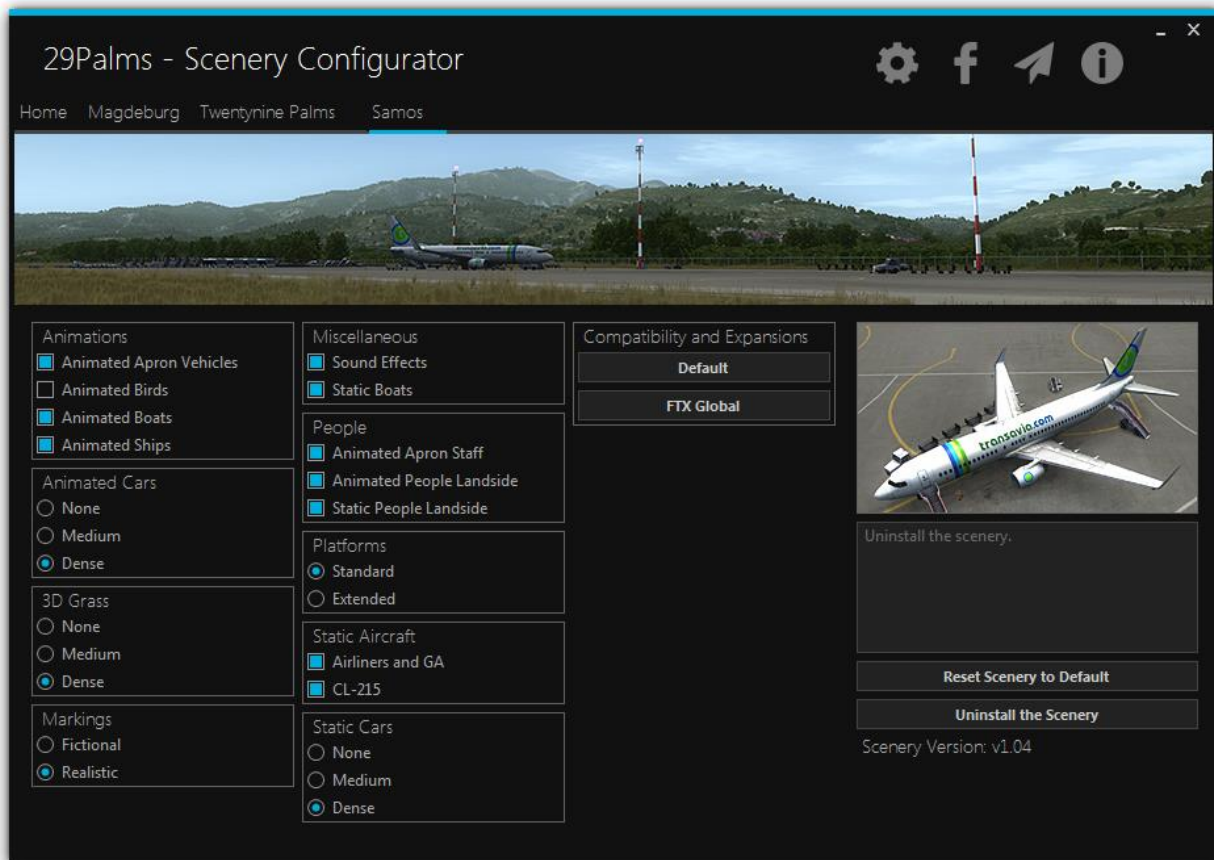 29Palms - Scenery Configurator
Home Magdeburg Twentynine Palms Samos
transavia.com
Animations
Animated Apron Vehicles
Animated Birds
Animated Boats
Animated Ships
Animated Cars
None
Medium
Dense
3D Grass
None
Medium
Dense
Markings
Fictional
Realistic
Miscellaneous
Sound Effects
Static Boats
People
Animated Apron Staff
Animated People Landside
Static People Landside
Platforms
Standard
Extended
Static Aircraft
Airliners and GA
CL-215
Static Cars
None
Medium
Dense
Compatibility and Expansions
Default
FTX Global
transavia.com
Uninstall the scenery.
Reset Scenery to Default
Uninstall the Scenery
Scenery Version: v1.04